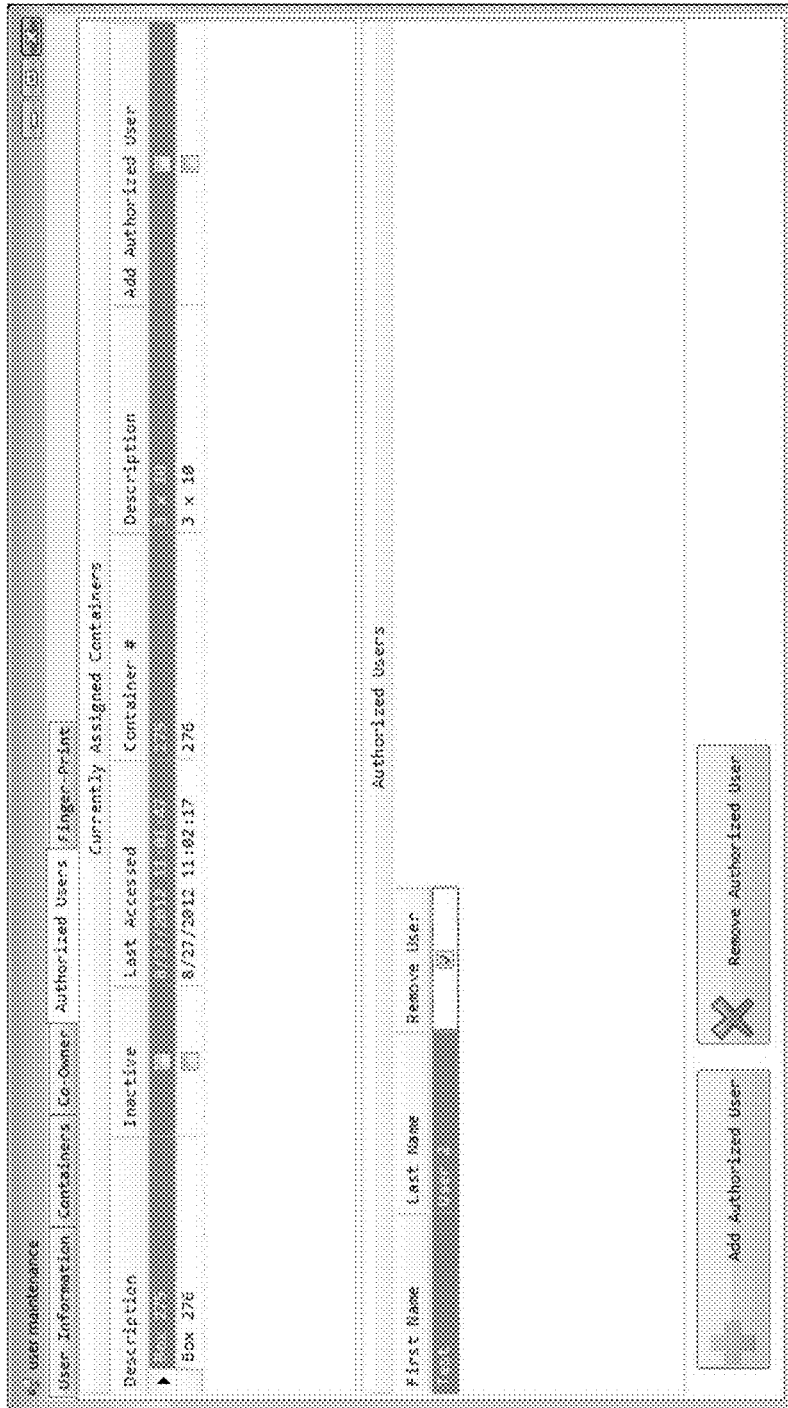 user maintenance
User Information Containers Co-Owner Authorized Users Finger-Print
Currently Assigned Containers
Description Inactive Last Accessed Container # Description Add Authorized User
Box 276 8/27/2012 11:02:17 276 3 x 10
Authorized Users
First Name Last Name Remove User
Add Authorized User Remove Authorized User